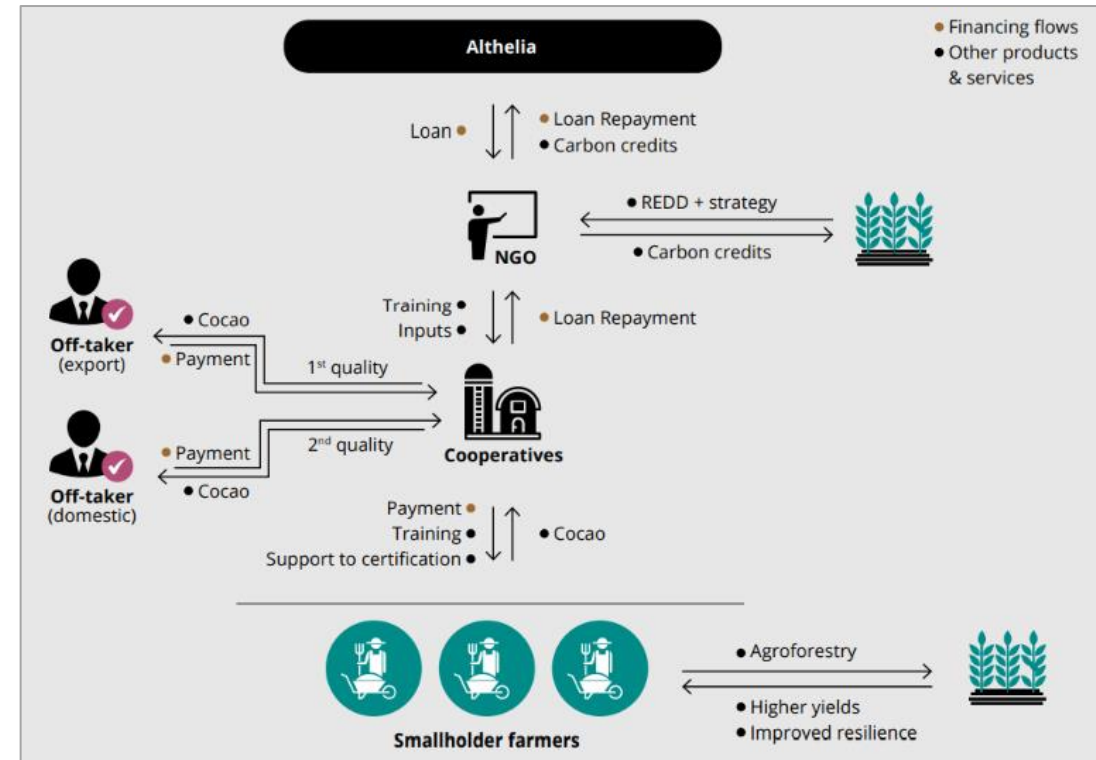 Althelia
• Financing flows
• Other products
& services
Loan •
• Loan Repayment
• Carbon credits
NGO
• REDD + strategy
• Carbon credits
Training •
Inputs •
• Loan Repayment
Off-taker
(export)
• Cocao
• Payment
1st quality
Off-taker
(domestic)
• Payment
• Cocao
2nd quality
Cooperatives
Payment •
Training •
Support to certification •
• Cocao
Smallholder farmers
• Agroforestry
• Higher yields
• Improved resilience